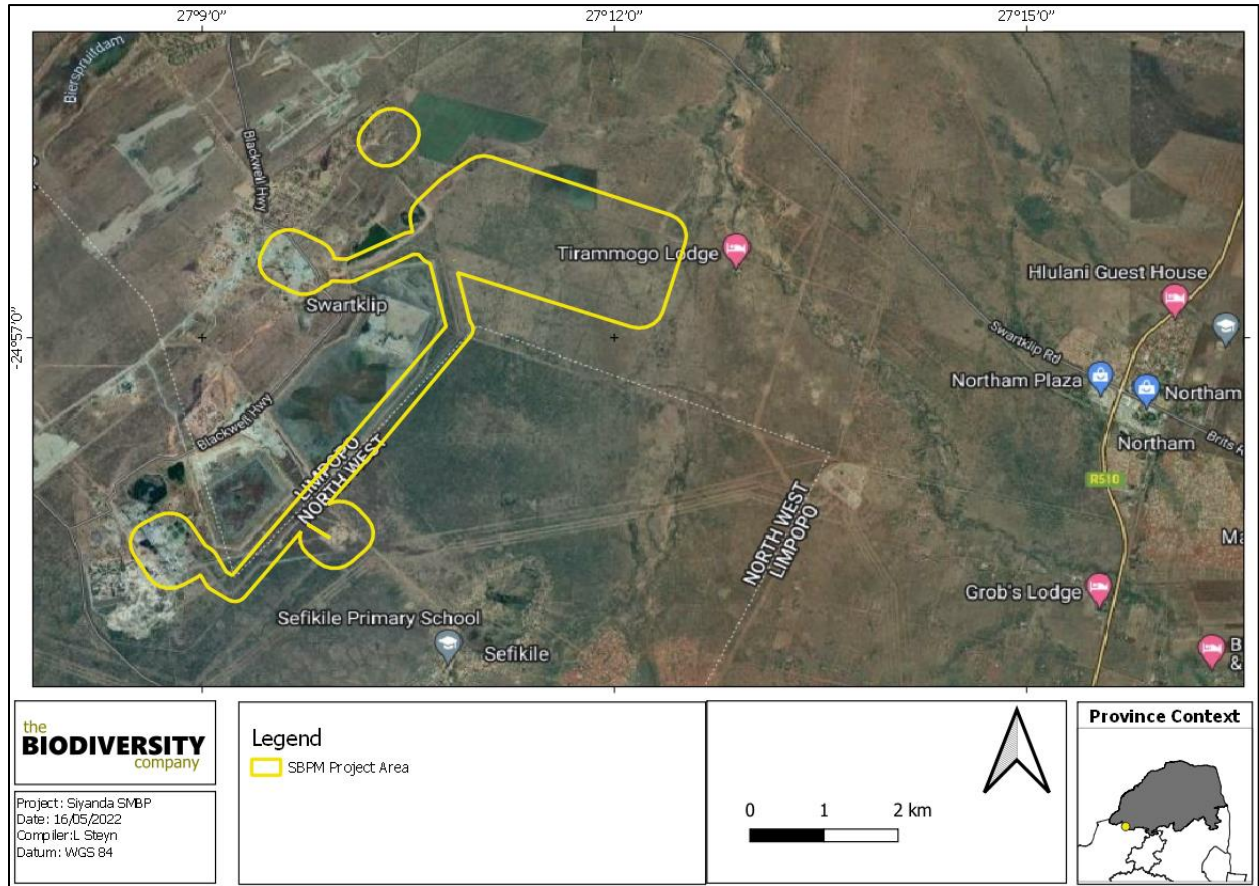 27°9'0"
27°12'0"
27°15'0"
-24°57'0"
Bierspruitdam
Blackwell Hwy
Tirammogo Lodge
Hlulani Guest House
Swartklip
Swartklip Rd
Northam Plaza
Northam
Northam
Brits R
Blackwell Hwy
LIMPOPO
NORTH WEST
R510
NORTH WEST
LIMPOPO
Ma
Grob's Lodge
Sefikile Primary School
Sefikile
B
&
the
BIODIVERSITY
company
Project: Siyanda SMBP
Date: 16/05/2022
Compiler:L Steyn
Datum: WGS 84
Legend
SBPM Project Area
0 1 2 km
Province Context